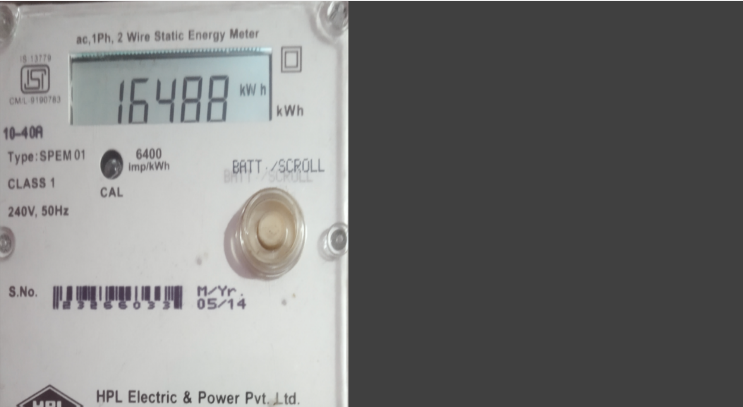 ac,1Ph, 2 Wire Static Energy Meter
IS 13779
ISI
CM/L-9190763
16488 kWh
kWh
10-40A
Type:SPEM 01
6400
Imp/kWh
BATT./SCROLL
CLASS 1
CAL
240V, 50Hz
S.No.
23266033
M/Yr.
05/14
HPL
HPL Electric & Power Pvt. Ltd.